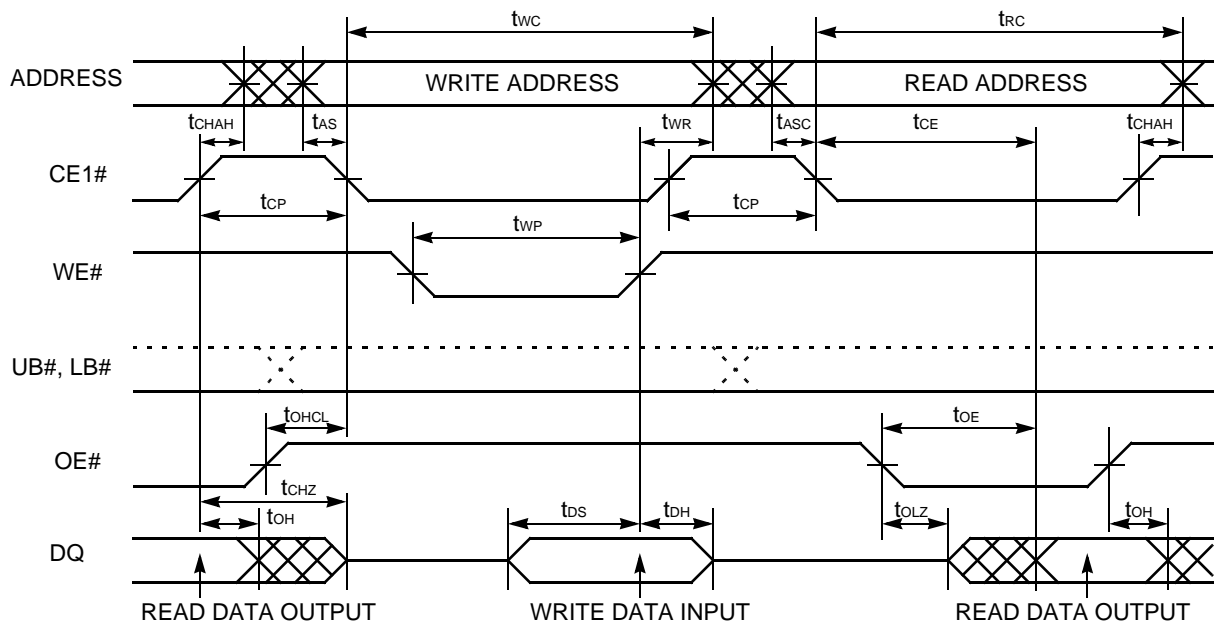 tWC
tRC
ADDRESS
WRITE ADDRESS
READ ADDRESS
tCHAH
tAS
tWR
tASC
tCE
tCHAH
CE1#
tCP
tCP
tWP
WE#
UB#, LB#
tOHCL
tOE
OE#
tCHZ
tOH
tDS
tDH
tOLZ
tOH
DQ
READ DATA OUTPUT
WRITE DATA INPUT
READ DATA OUTPUT